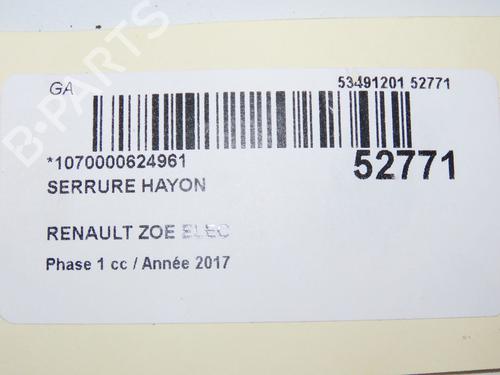 GA 53491201 52771
*1070000624961 52771
SERRURE HAYON
RENAULT ZOE ELEC
Phase 1 cc / Année 2017
B-PARTS